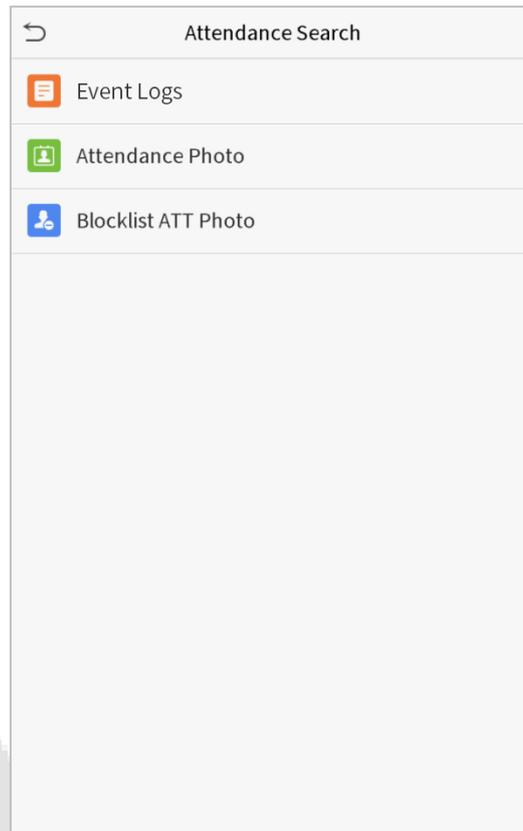 Attendance Search
Event Logs
Attendance Photo
Blocklist ATT Photo